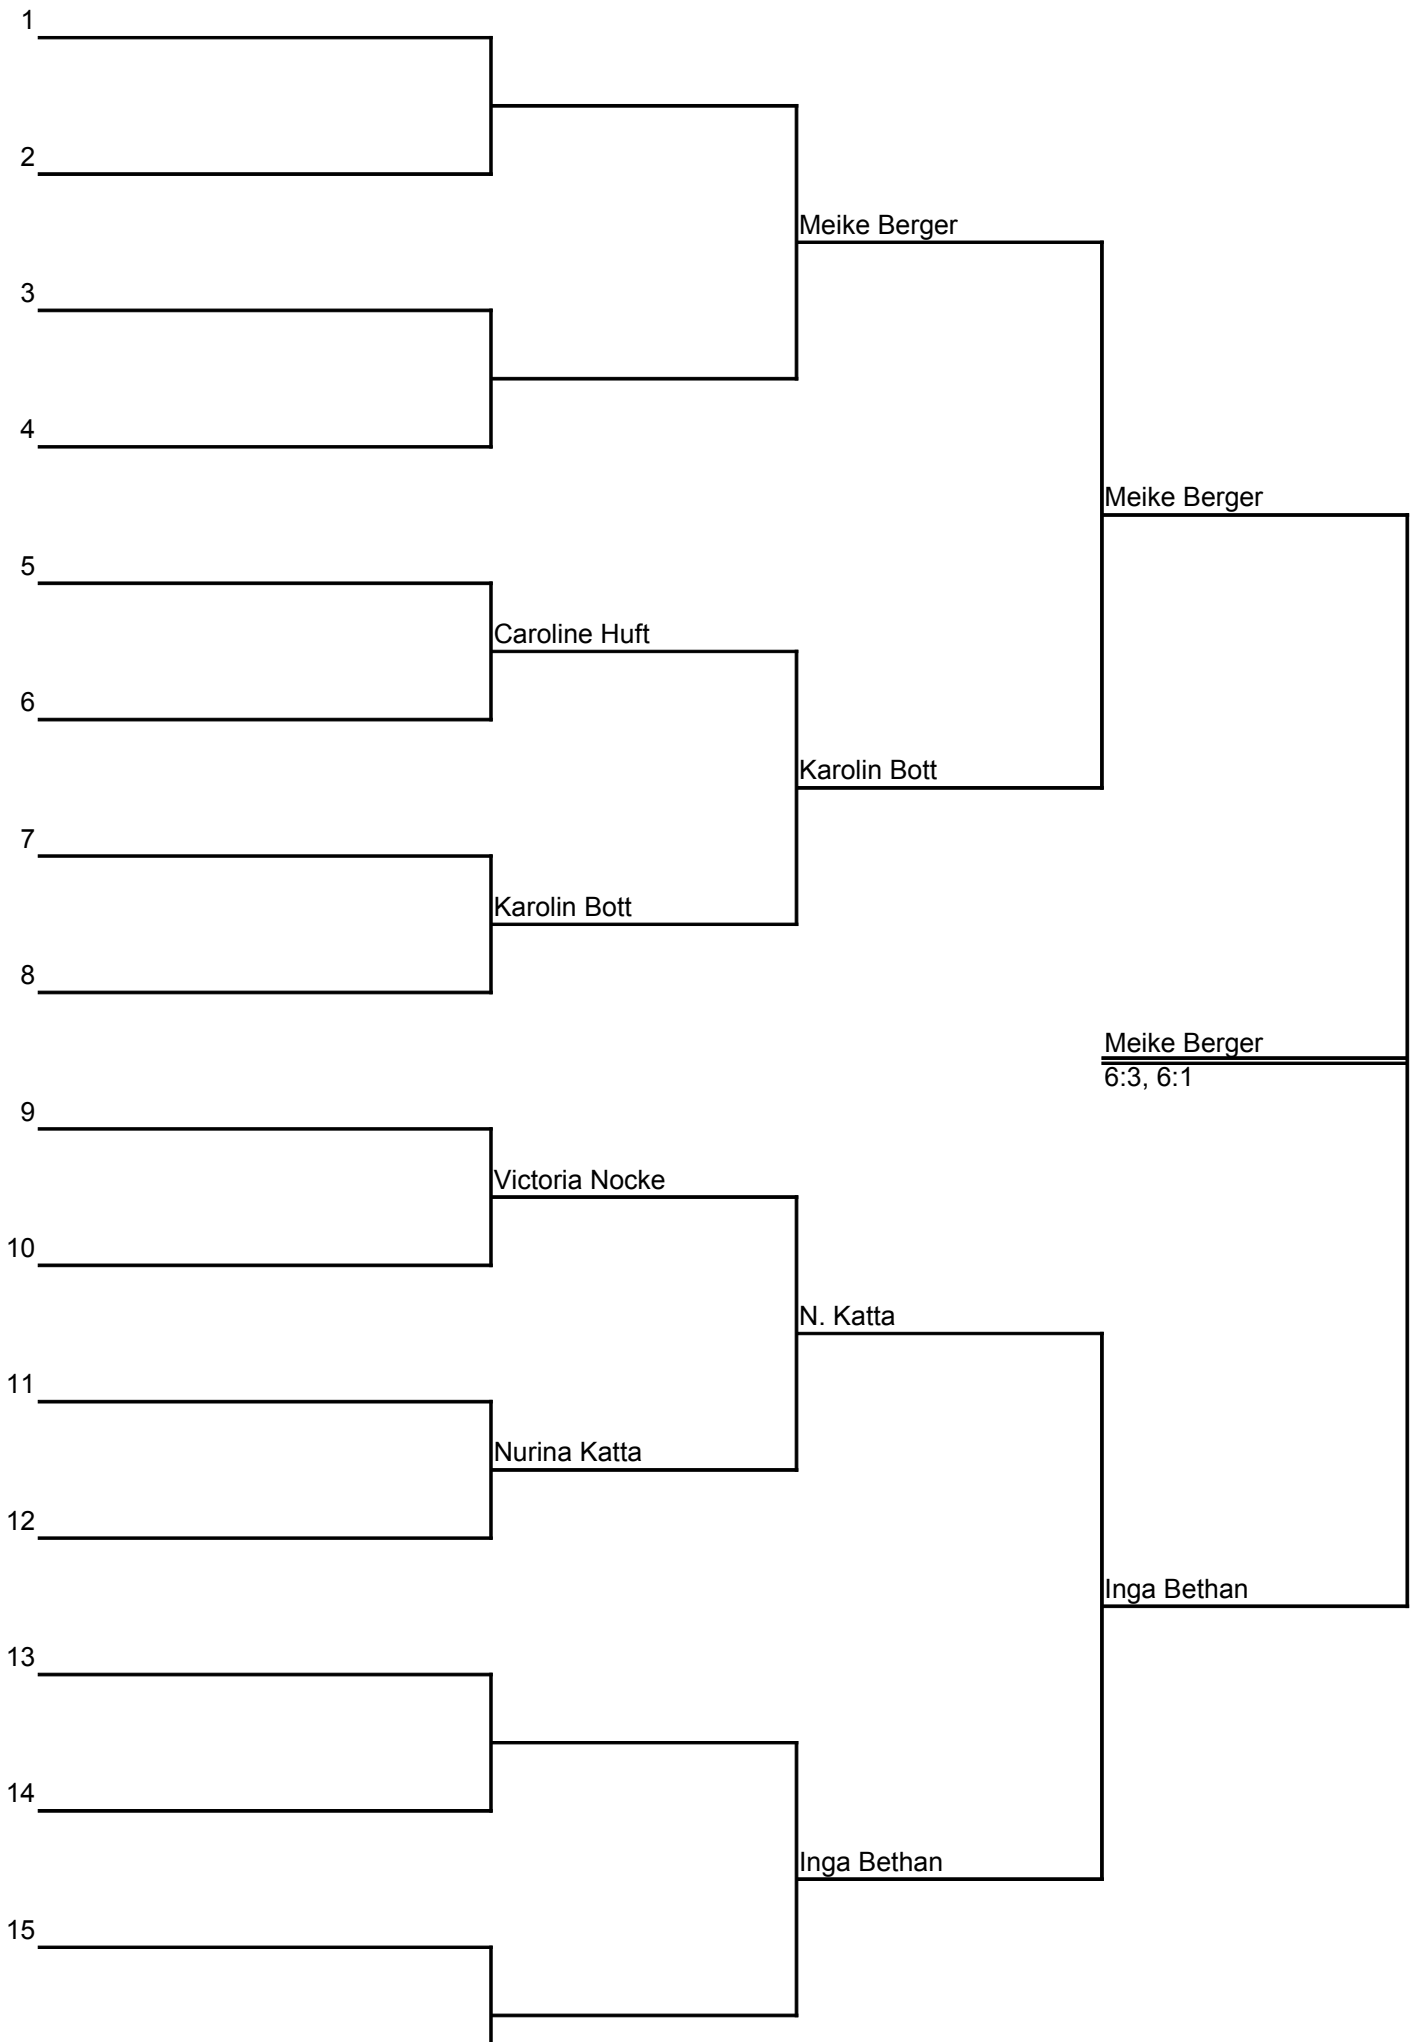 1
2
Meike Berger
3
4
Meike Berger
5
Caroline Huft
6
Karolin Bott
7
Karolin Bott
8
Meike Berger
6:3, 6:1
9
Victoria Nocke
10
N. Katta
11
Nurina Katta
12
Inga Bethan
13
14
Inga Bethan
15